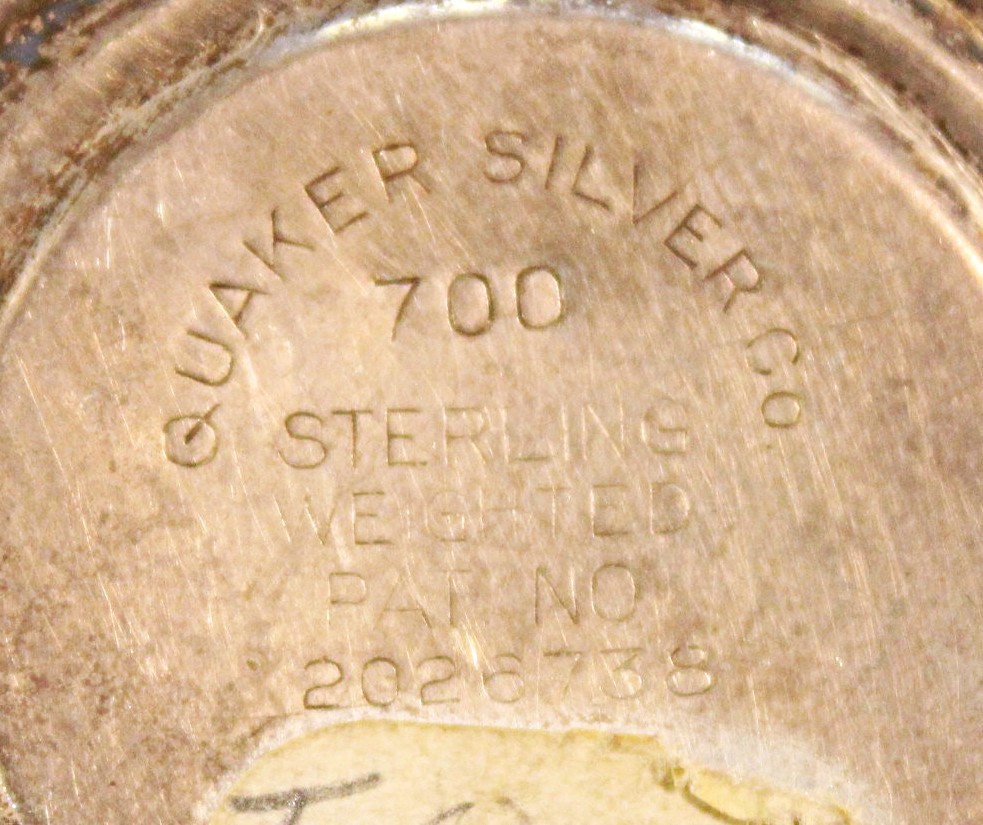 QUAKER SILVER CO.
700
STERLING
WEIGHTED
PAT NO
2026738